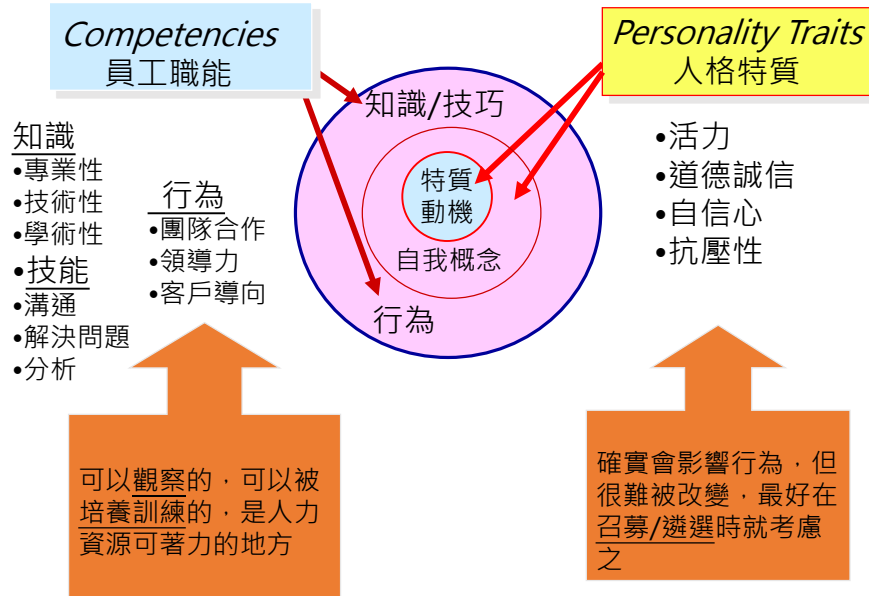 Competencies
員工職能
Personality Traits
人格特質
知識
•專業性
•技術性
•學術性
•技能
•溝通
•解決問題
•分析
行為
•團隊合作
•領導力
•客戶導向
知識/技巧
特質
動機
自我概念
行為
•活力
•道德誠信
•自信心
•抗壓性
可以觀察的，可以被
培養訓練的，是人力
資源可著力的地方
確實會影響行為，但
很難被改變，最好在
召募/遴選時就考慮
之